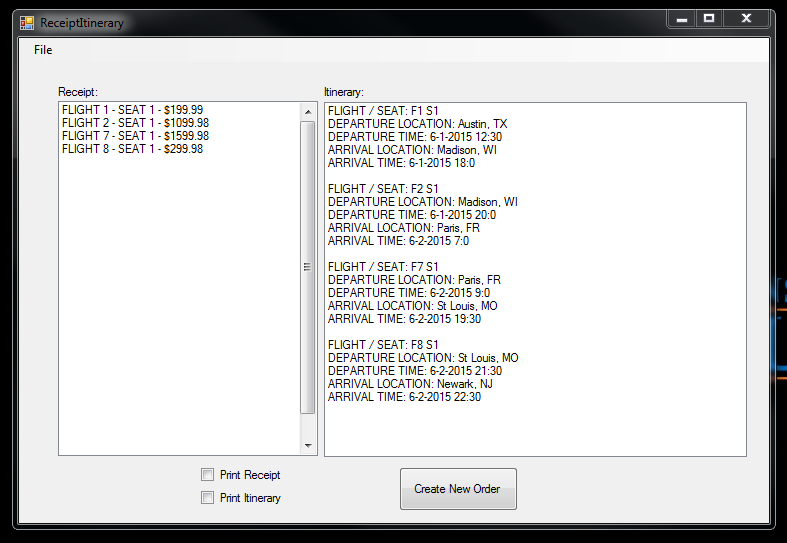 ReceiptItinerary
File
Receipt:
FLIGHT 1 - SEAT 1 - $199.99
FLIGHT 2 - SEAT 1 - $1099.98
FLIGHT 7 - SEAT 1 - $1599.98
FLIGHT 8 - SEAT 1 - $299.98
Itinerary:
FLIGHT / SEAT: F1 S1
DEPARTURE LOCATION: Austin, TX
DEPARTURE TIME: 6-1-2015 12:30
ARRIVAL LOCATION: Madison, WI
ARRIVAL TIME: 6-1-2015 18:0
FLIGHT / SEAT: F2 S1
DEPARTURE LOCATION: Madison, WI
DEPARTURE TIME: 6-1-2015 20:0
ARRIVAL LOCATION: Paris, FR
ARRIVAL TIME: 6-2-2015 7:0
FLIGHT / SEAT: F7 S1
DEPARTURE LOCATION: Paris, FR
DEPARTURE TIME: 6-2-2015 9:0
ARRIVAL LOCATION: St Louis, MO
ARRIVAL TIME: 6-2-2015 19:30
FLIGHT / SEAT: F8 S1
DEPARTURE LOCATION: St Louis, MO
DEPARTURE TIME: 6-2-2015 21:30
ARRIVAL LOCATION: Newark, NJ
ARRIVAL TIME: 6-2-2015 22:30
Print Receipt
Print Itinerary
Create New Order